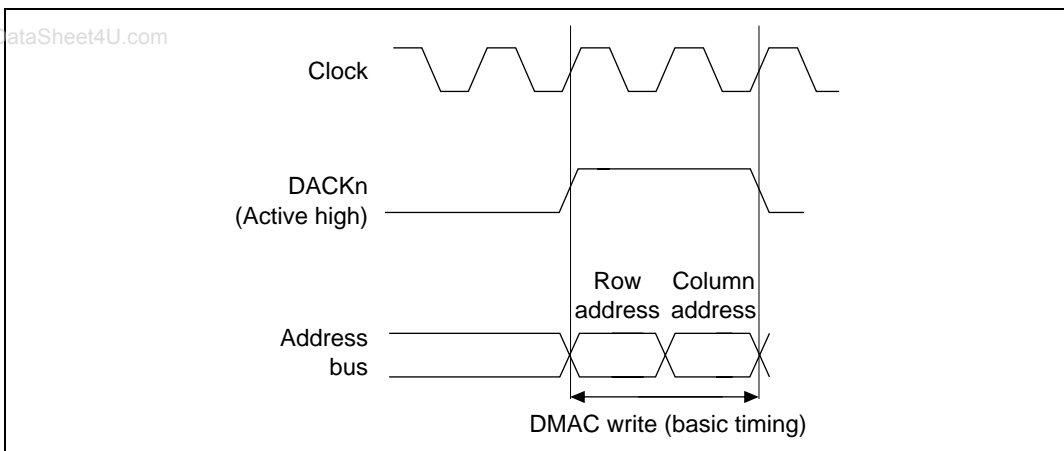 DataSheet4U.com
Clock
DACKn
(Active high)
Row Column
address address
Address
bus
DMAC write (basic timing)